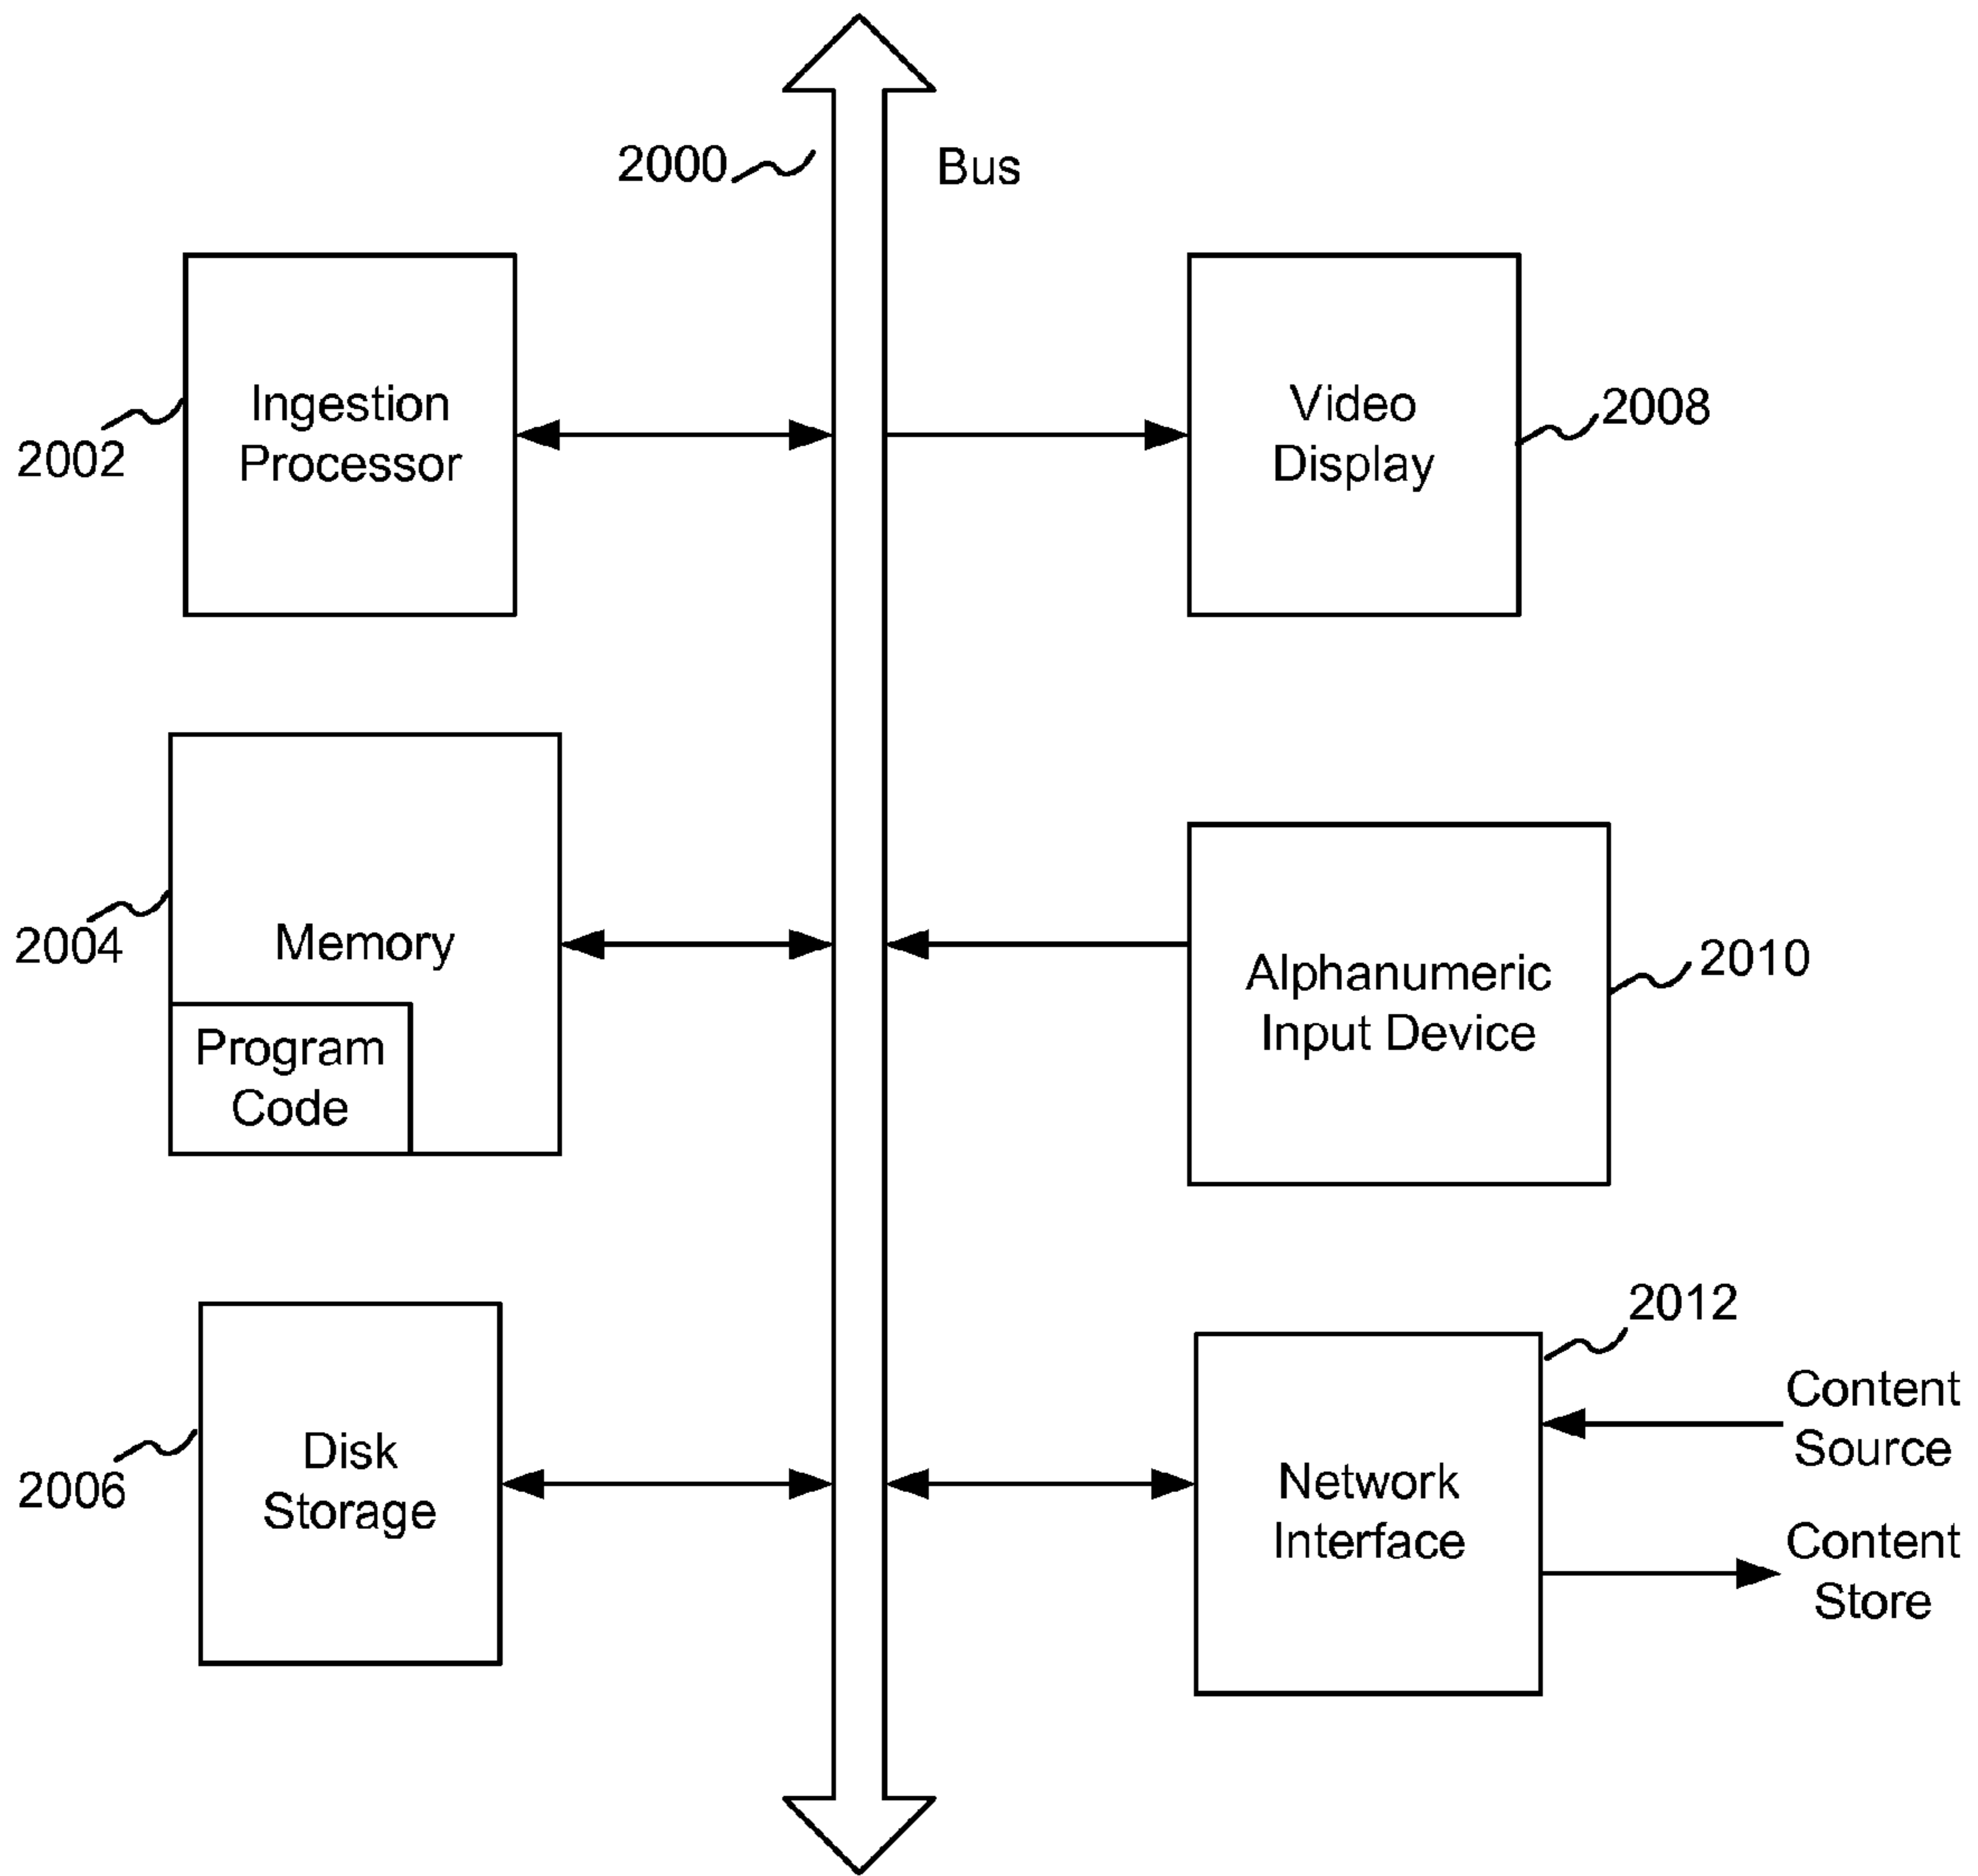 2000
Bus
Ingestion
Processor
2002
Video
Display
2008
Memory
2004
Program
Code
Alphanumeric
Input Device
2010
Disk
Storage
2006
2012
Network
Interface
Content
Source
Content
Store